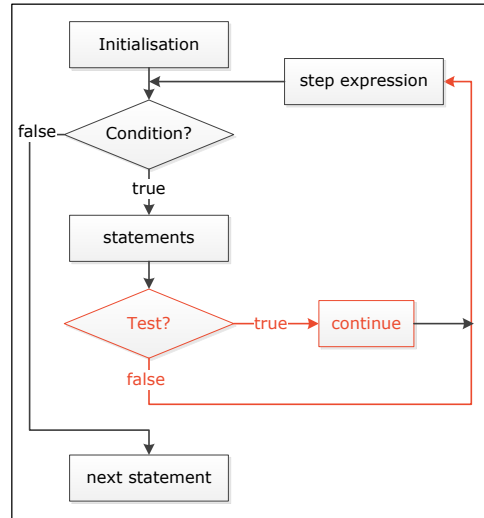 Initialisation
step expression
Condition?
false
true
statements
Test?
true
continue
false
next statement